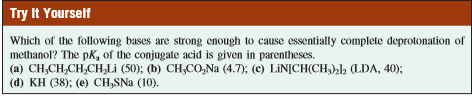 Try It Yourself
Which of the following bases are strong enough to cause essentially complete deprotonation of
methanol? The pKₐ of the conjugate acid is given in parentheses.
(a) CH₃CH₂CH₂CH₂Li (50); (b) CH₃CO₂Na (4.7); (c) LiN[CH(CH₃)₂]₂ (LDA, 40);
(d) KH (38); (e) CH₃SNa (10).